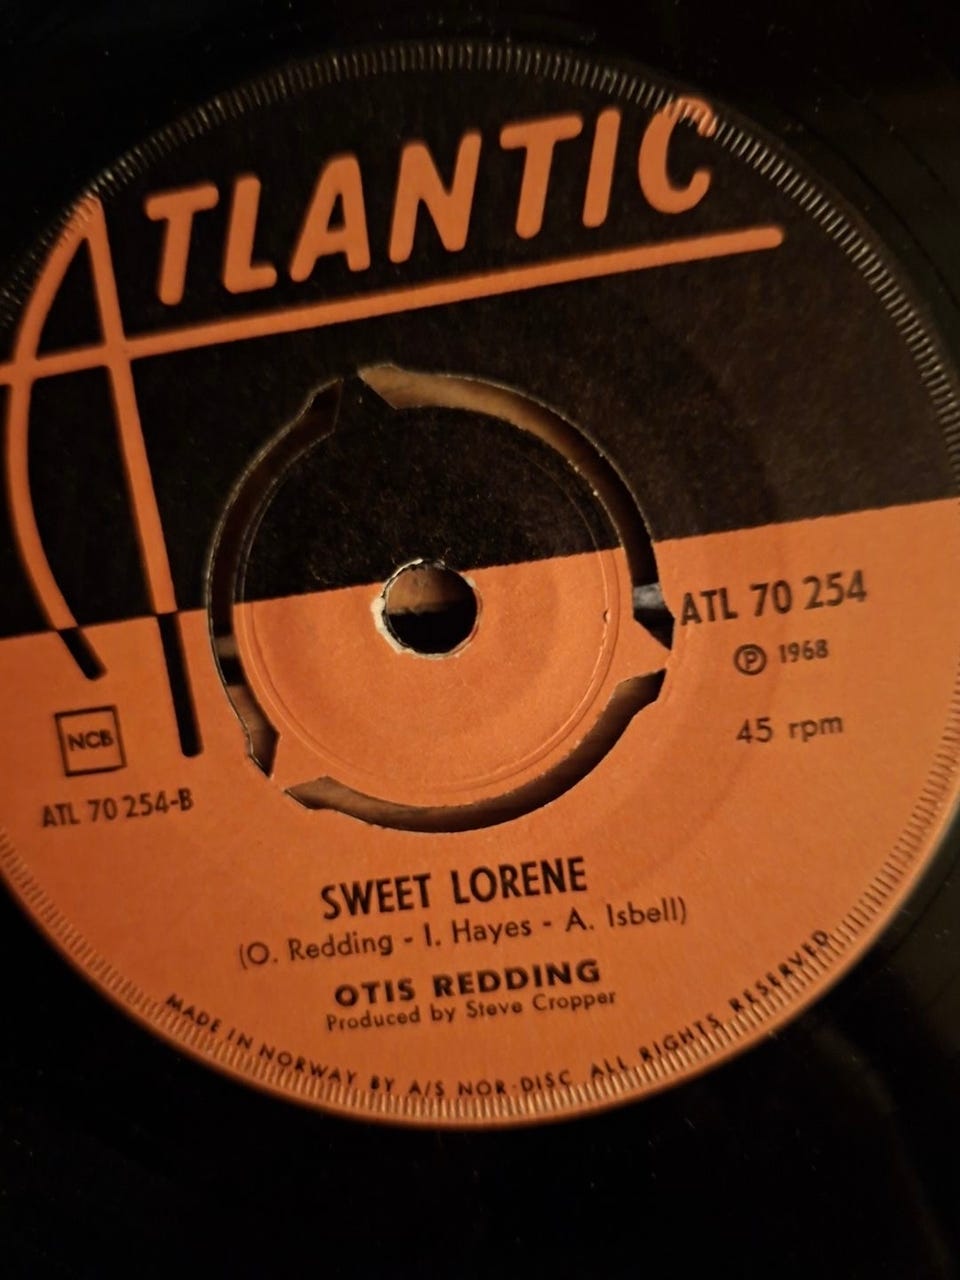 ATLANTIC
ATL 70 254
Ⓟ 1968
45 rpm
NCB
ATL 70 254-B
SWEET LORENE
(O. Redding - I. Hayes - A. Isbell)
OTIS REDDING
Produced by Steve Cropper
MADE IN NORWAY BY A/S NOR-DISC ALL RIGHTS RESERVED